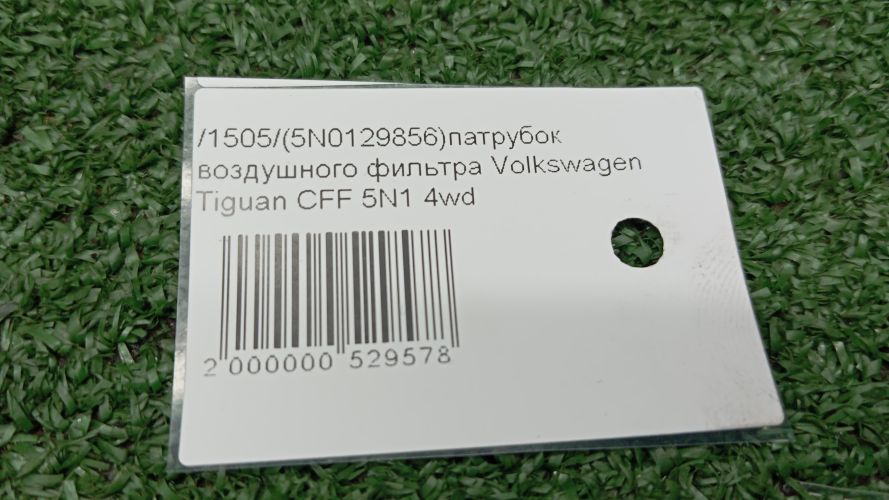 /1505/(5N0129856)патрубок
воздушного фильтра Volkswagen
Tiguan CFF 5N1 4wd
2 000000 529578